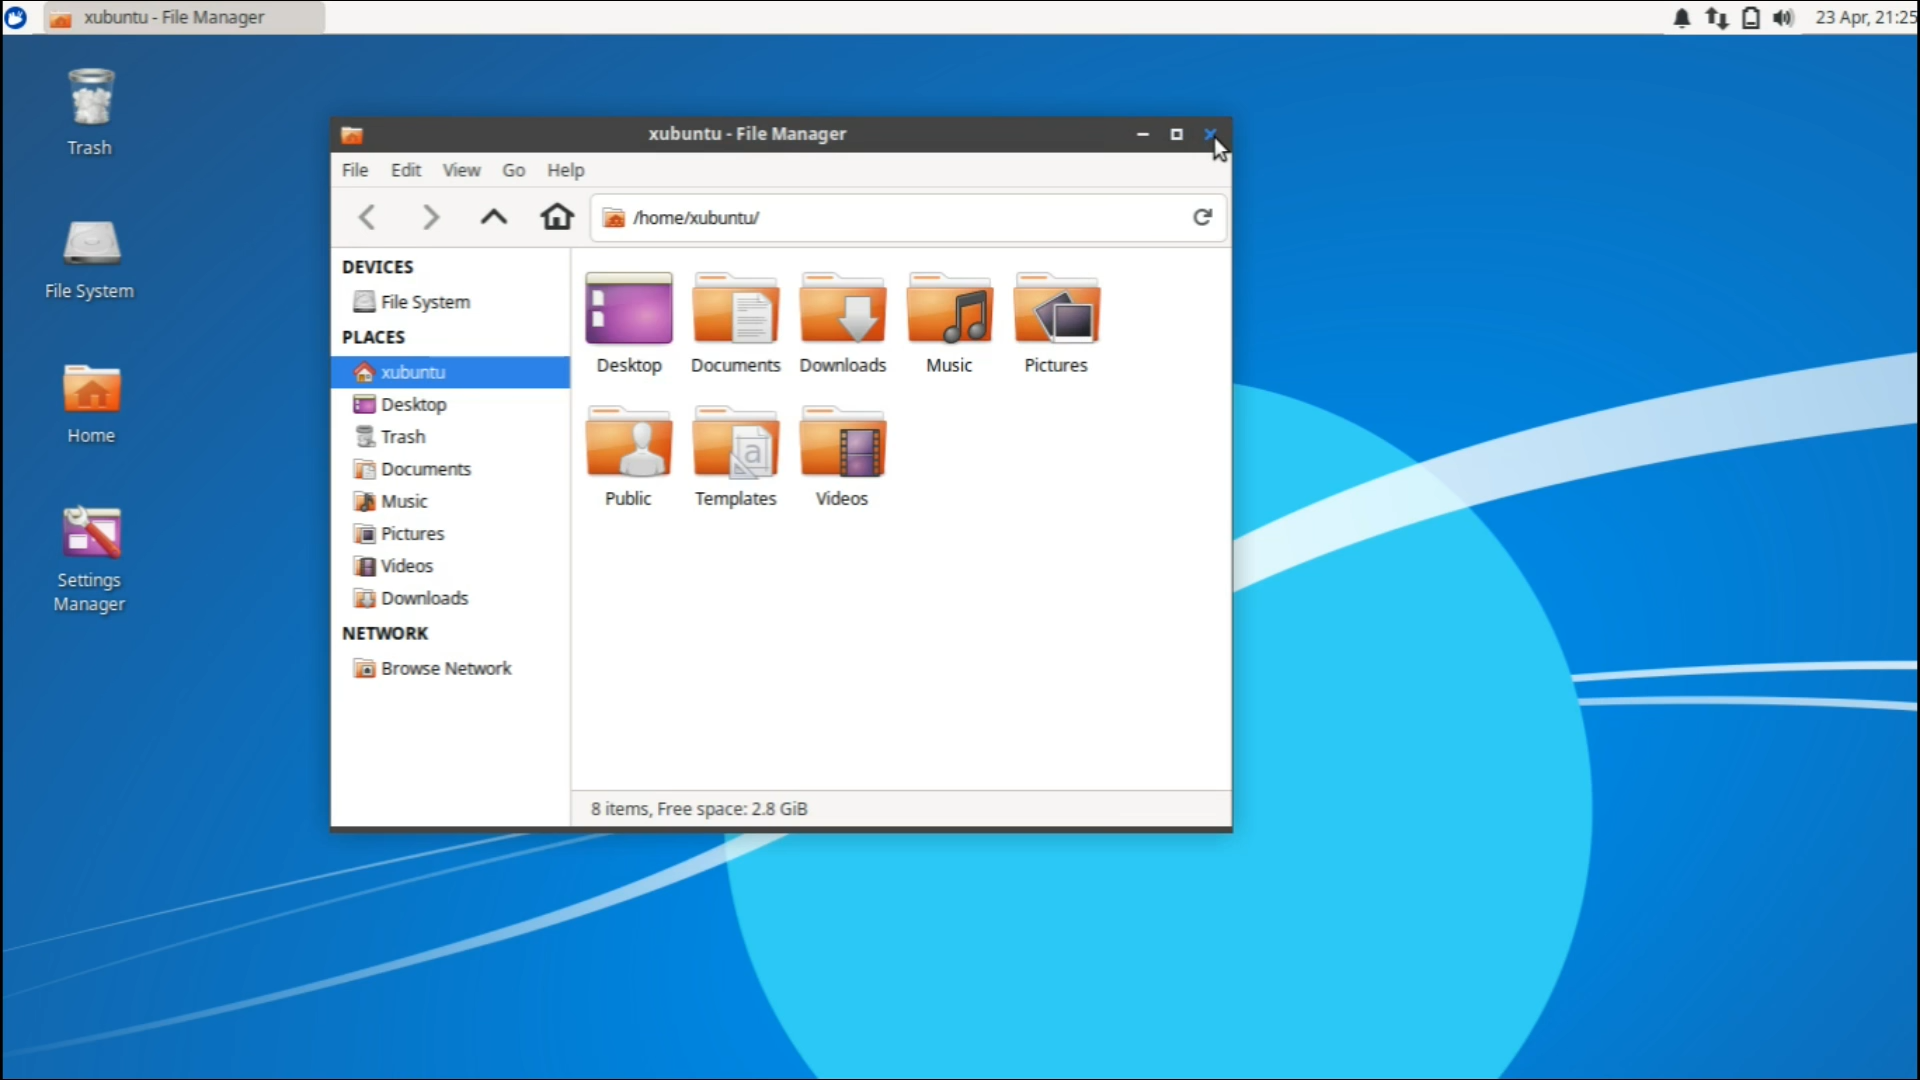 xubuntu - File Manager
23 Apr, 21:25
Trash
File System
Home
Settings
Manager
xubuntu - File Manager
File Edit View Go Help
/home/xubuntu/
DEVICES
File System
PLACES
xubuntu
Desktop
Trash
Documents
Music
Pictures
Videos
Downloads
NETWORK
Browse Network
Desktop Documents Downloads Music Pictures
Public Templates Videos
8 items, Free space: 2.8 GiB